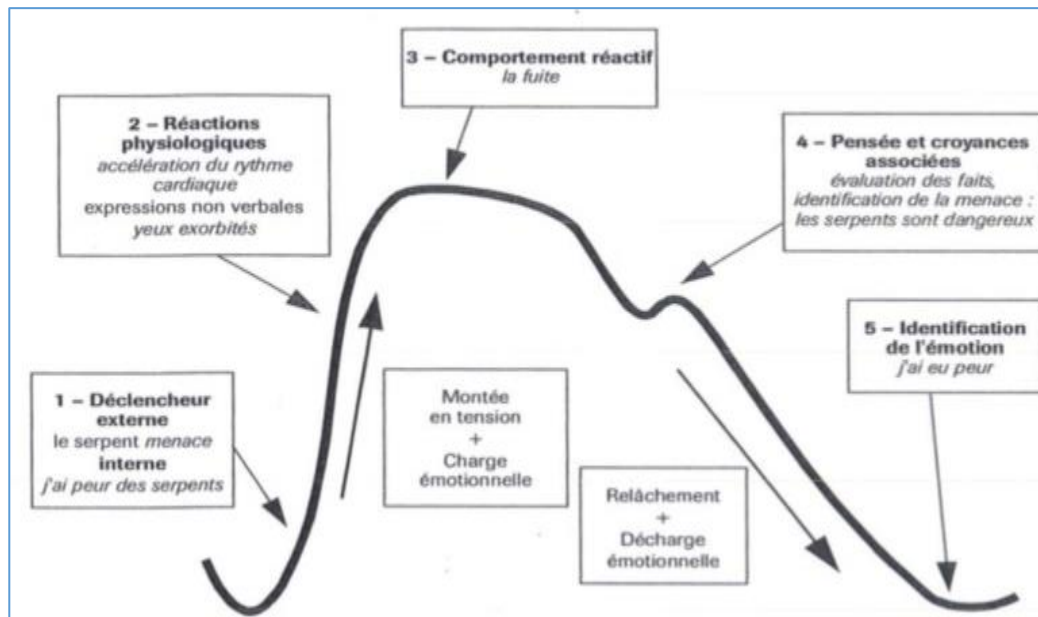 3 – Comportement réactif
la fuite
2 – Réactions
physiologiques
accélération du rythme
cardiaque
expressions non verbales
yeux exorbités
4 – Pensée et croyances
associées
évaluation des faits,
identification de la menace :
les serpents sont dangereux
5 – Identification
de l'émotion
j'ai eu peur
1 – Déclencheur
externe
le serpent menace
interne
j'ai peur des serpents
Montée
en tension
+
Charge
émotionnelle
Relâchement
+
Décharge
émotionnelle